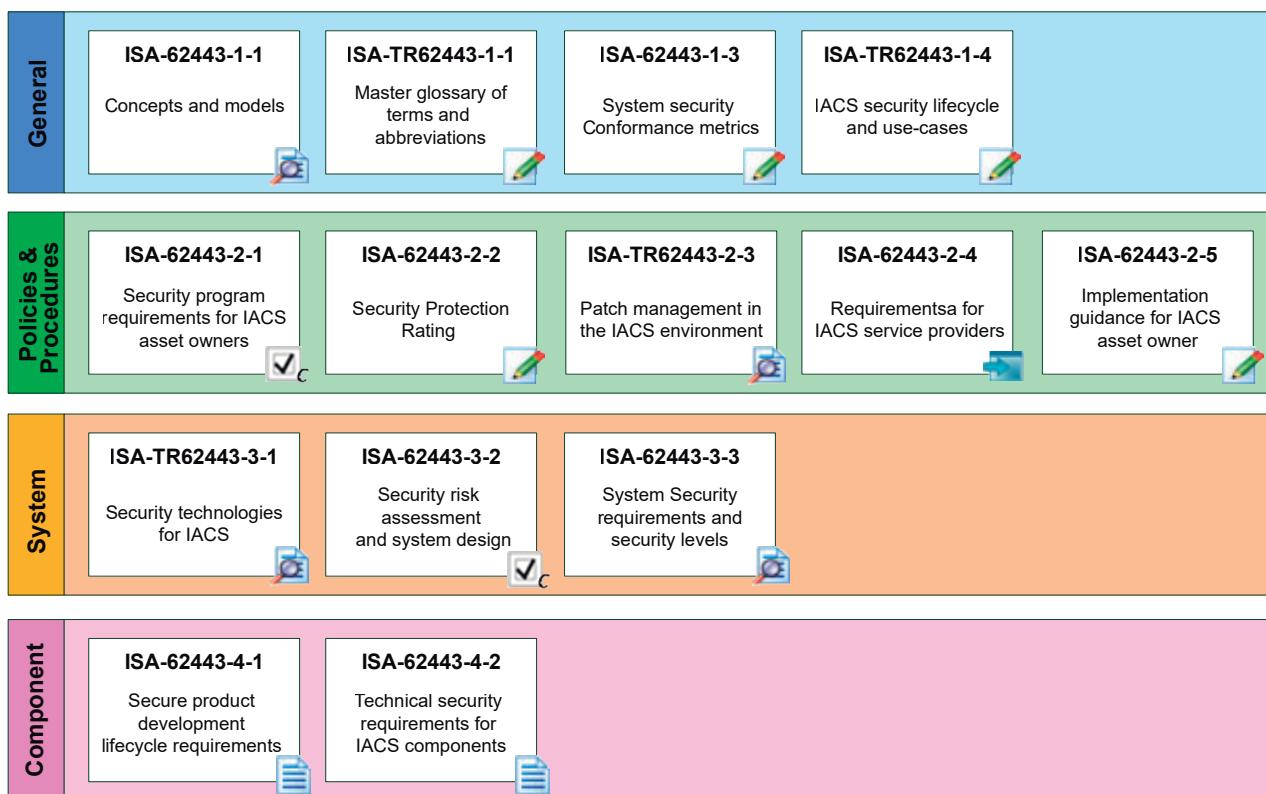 General
ISA-62443-1-1
Concepts and models
ISA-TR62443-1-1
Master glossary of
terms and
abbreviations
ISA-62443-1-3
System security
Conformance metrics
ISA-TR62443-1-4
IACS security lifecycle
and use-cases
Policies &
Procedures
ISA-62443-2-1
Security program
requirements for IACS
asset owners
C
ISA-62443-2-2
Security Protection
Rating
ISA-TR62443-2-3
Patch management in
the IACS environment
ISA-62443-2-4
Requirementsa for
IACS service providers
ISA-62443-2-5
Implementation
guidance for IACS
asset owner
System
ISA-TR62443-3-1
Security technologies
for IACS
ISA-62443-3-2
Security risk
assessment
and system design
C
ISA-62443-3-3
System Security
requirements and
security levels
Component
ISA-62443-4-1
Secure product
development
lifecycle requirements
ISA-62443-4-2
Technical security
requirements for
IACS components